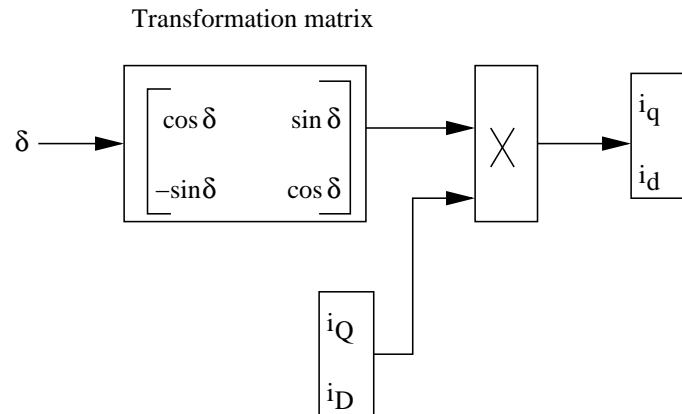 Transformation matrix
cos δ sin δ
−sin δ cos δ
δ
X
i_q
i_d
i_Q
i_D